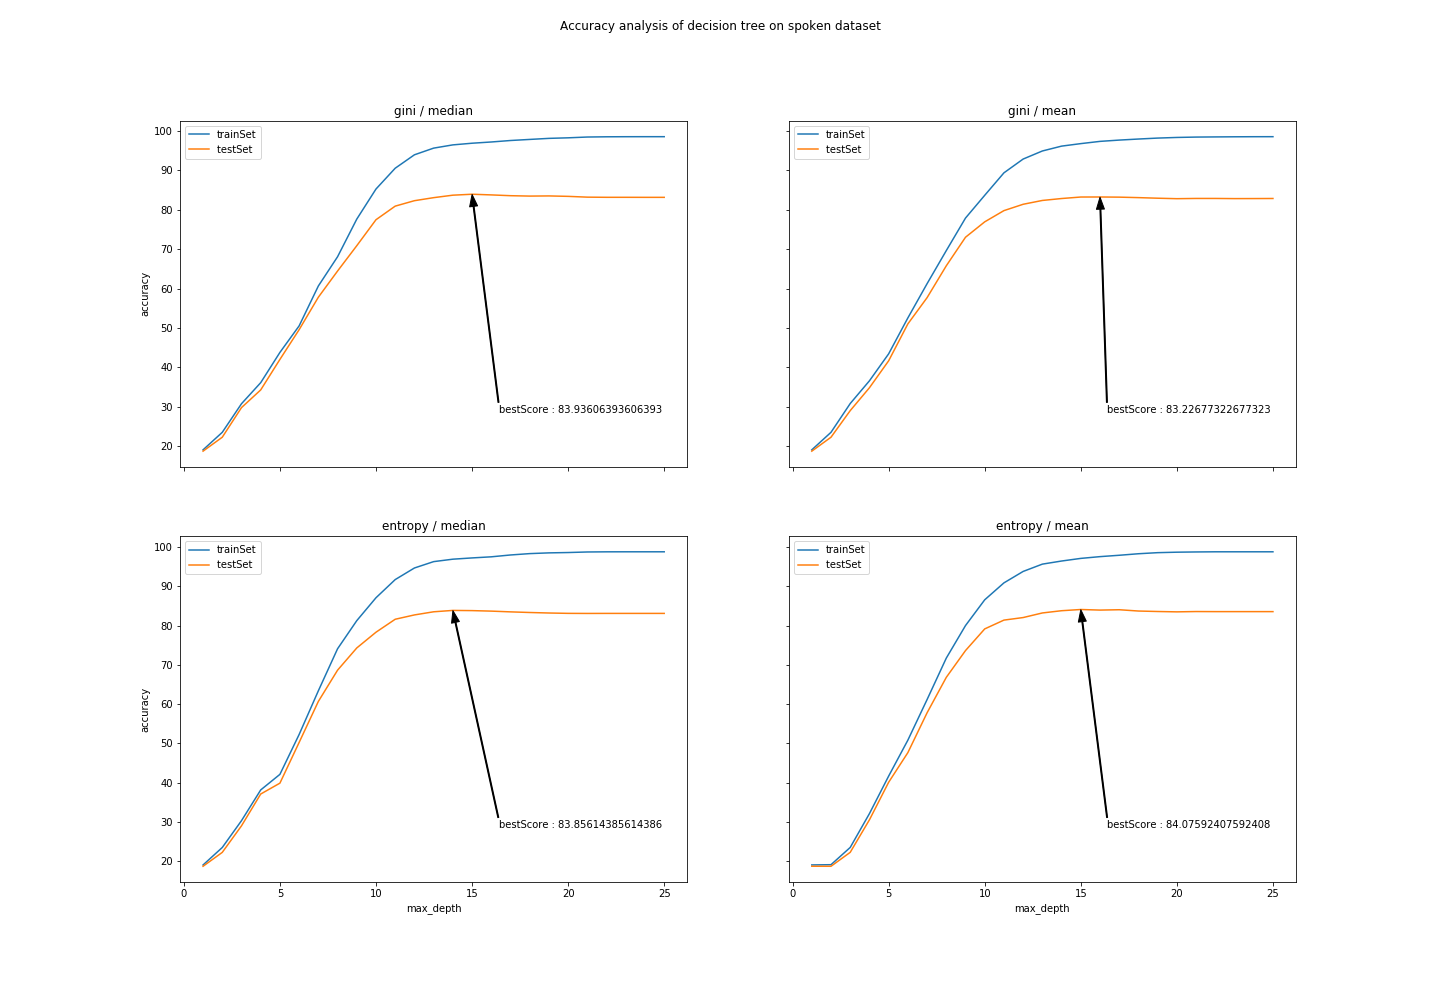 Accuracy analysis of decision tree on spoken dataset
gini / median
100
90
80
70
60
50
40
30
20
accuracy
trainSet
testSet
bestScore : 83.93606393606393
gini / mean
trainSet
testSet
bestScore : 83.22677322677323
entropy / median
100
90
80
70
60
50
40
30
20
accuracy
trainSet
testSet
bestScore : 83.85614385614386
0 5 10 15 20 25
max_depth
entropy / mean
trainSet
testSet
bestScore : 84.07592407592408
0 5 10 15 20 25
max_depth